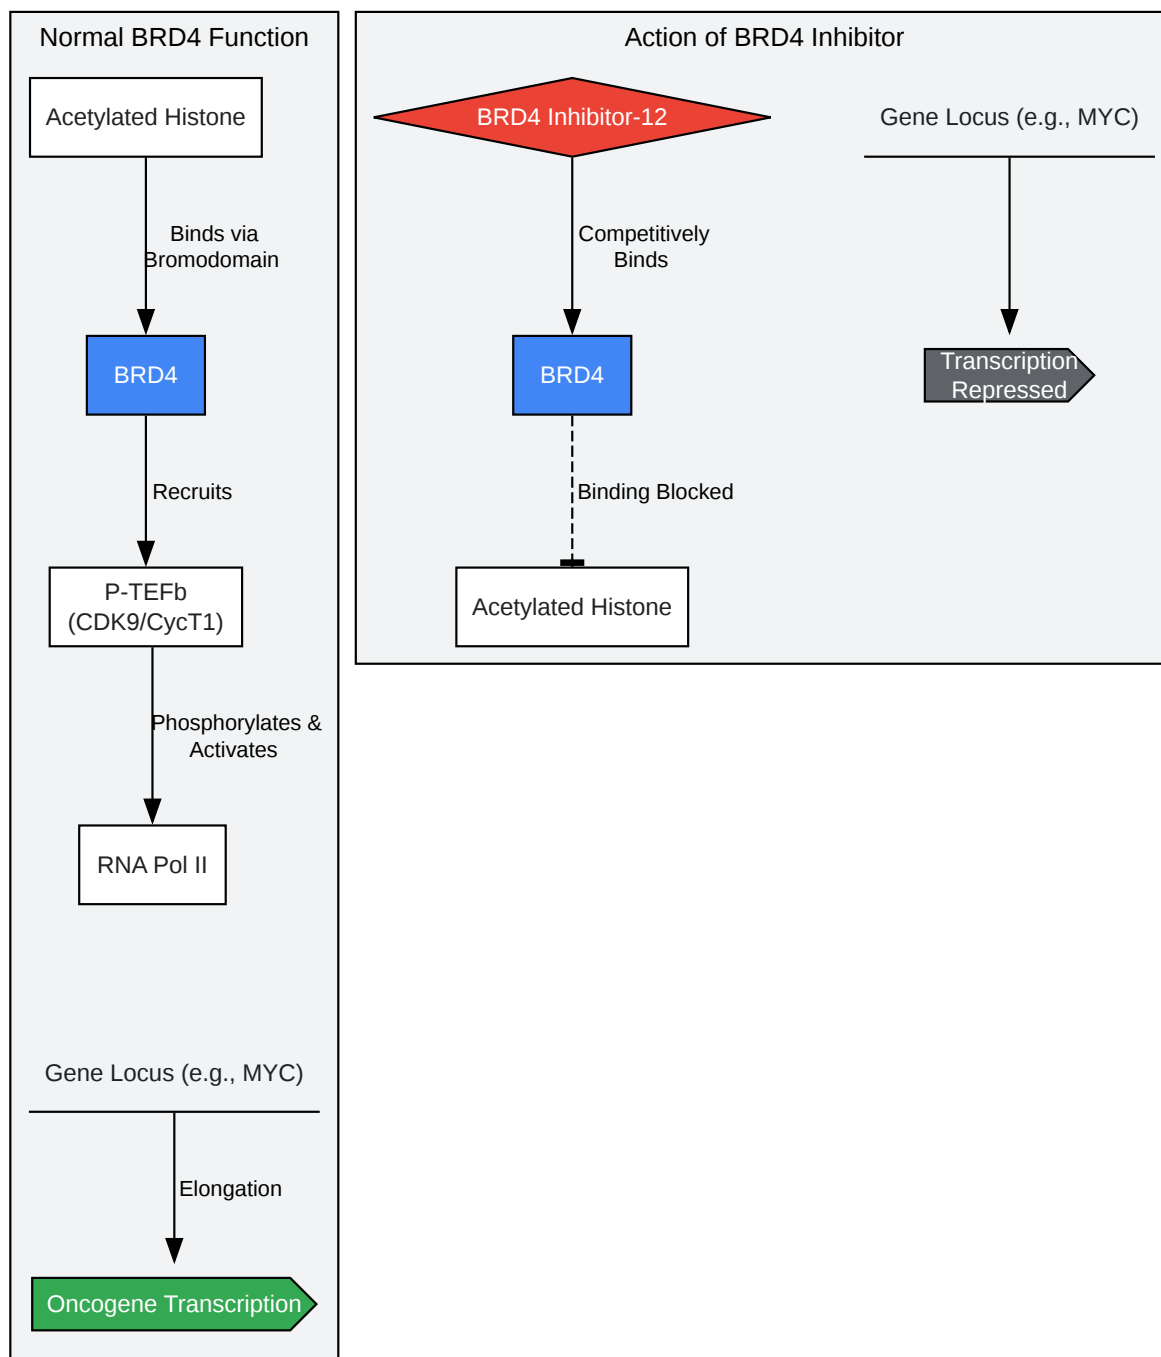 Normal BRD4 Function
Acetylated Histone
Binds via
Bromodomain
BRD4
Recruits
P-TEFb
(CDK9/CycT1)
Phosphorylates &
Activates
RNA Pol II
Gene Locus (e.g., MYC)
Elongation
Oncogene Transcription
Action of BRD4 Inhibitor
BRD4 Inhibitor-12
Competitively
Binds
BRD4
Binding Blocked
Acetylated Histone
Gene Locus (e.g., MYC)
Transcription
Repressed